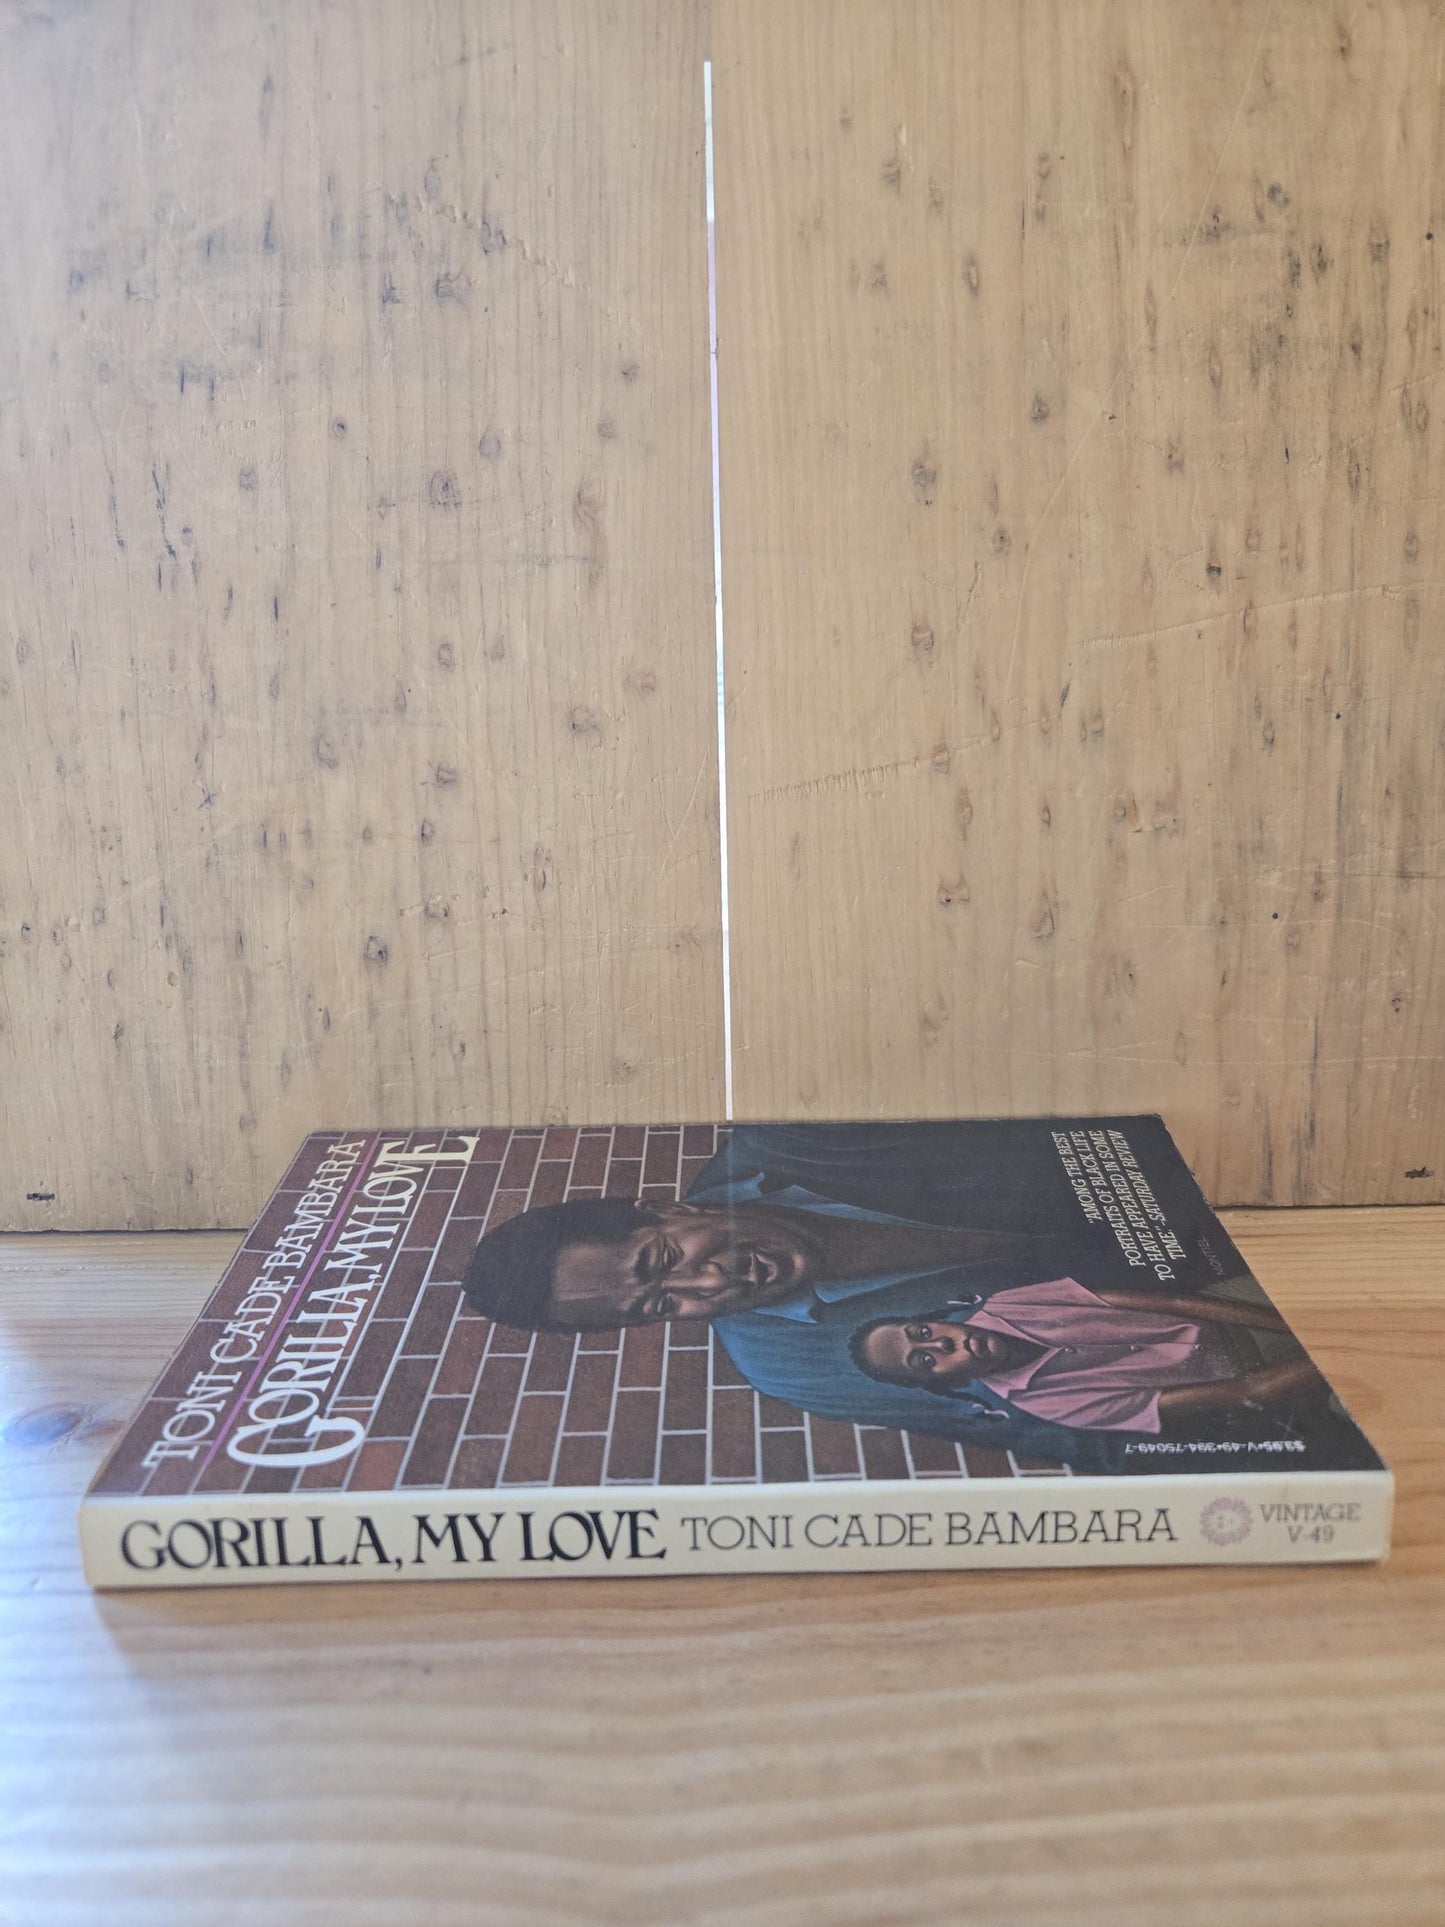 TONI CADE BAMBARA
GORILLA, MY LOVE
"AMONG THE BEST
PORTRAITS OF BLACK LIFE
TO HAVE APPEARED IN SOME
TIME."-SATURDAY REVIEW
MONTIEL
$3.95•V-49•394-75049-7
GORILLA, MY LOVE TONI CADE BAMBARA VINTAGE
V-49